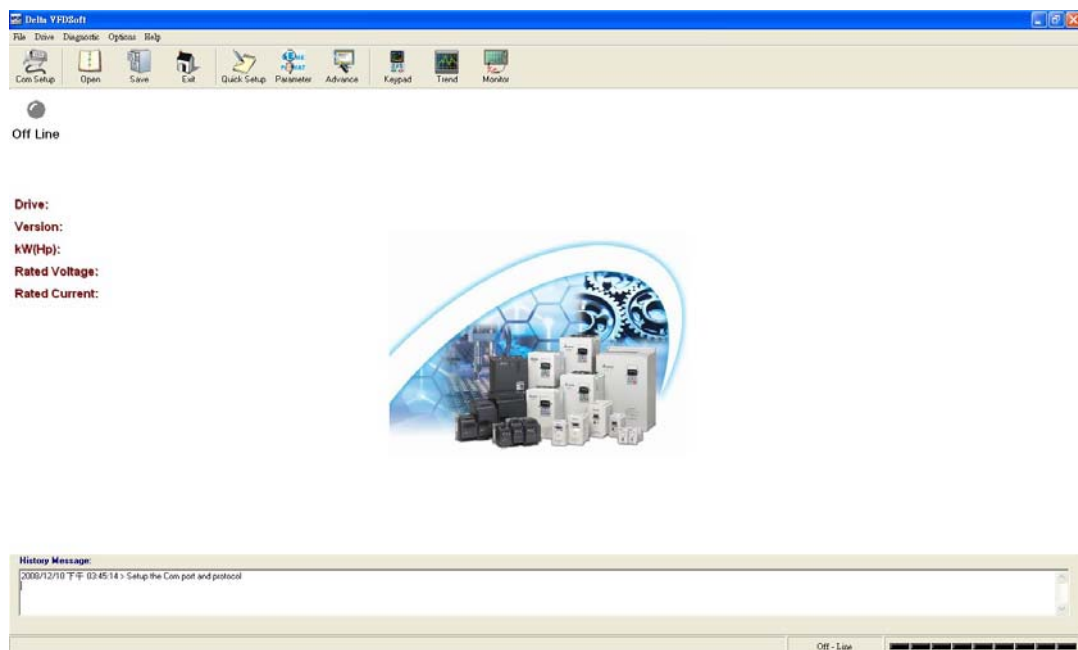 Delta VFDSoft
File Drive Diagnostic Options Help
Com Setup Open Save Exit Quick Setup Parameter Advance Keypad Trend Monitor
Off Line
Drive:
Version:
kW(Hp):
Rated Voltage:
Rated Current:
History Message:
2008/12/10 下午 03:45:14 > Setup the Com port and protocol
Off - Line